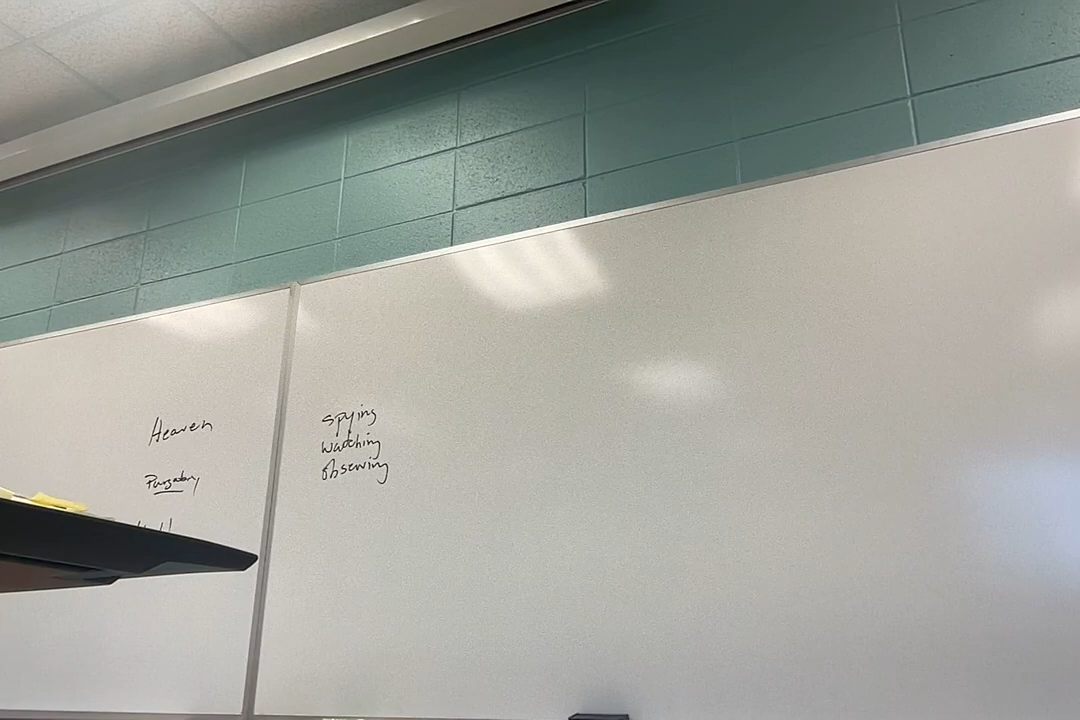 Heaven
Purgatory
spying
watching
observing